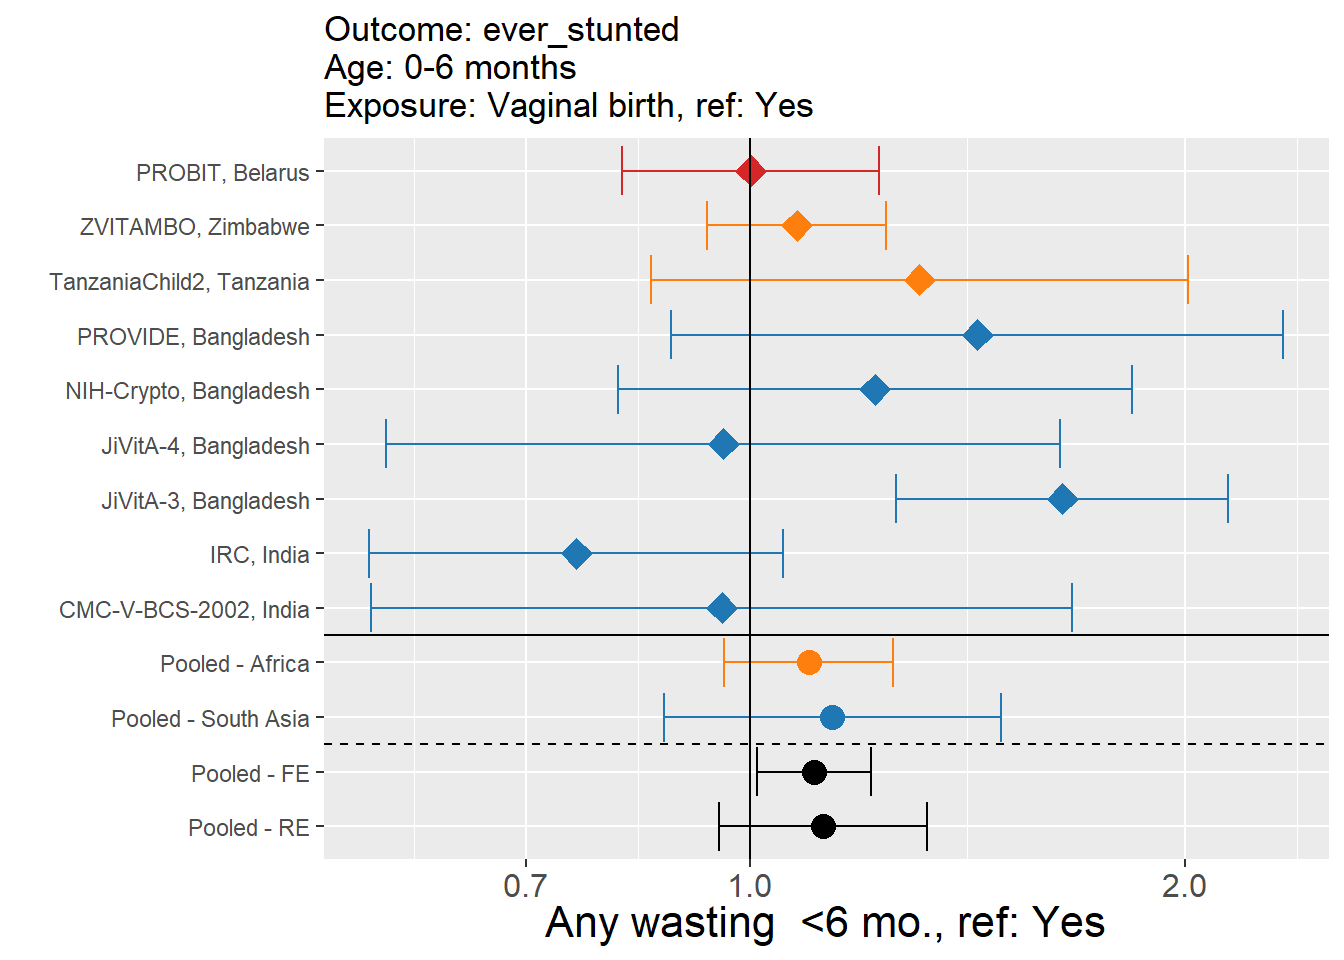 Outcome: ever_stunted
Age: 0-6 months
Exposure: Vaginal birth, ref: Yes
PROBIT, Belarus
ZVITAMBO, Zimbabwe
TanzaniaChild2, Tanzania
PROVIDE, Bangladesh
NIH-Crypto, Bangladesh
JiVitA-4, Bangladesh
JiVitA-3, Bangladesh
IRC, India
CMC-V-BCS-2002, India
Pooled - Africa
Pooled - South Asia
Pooled - FE
Pooled - RE
0.7 1.0 2.0
Any wasting  <6 mo., ref: Yes